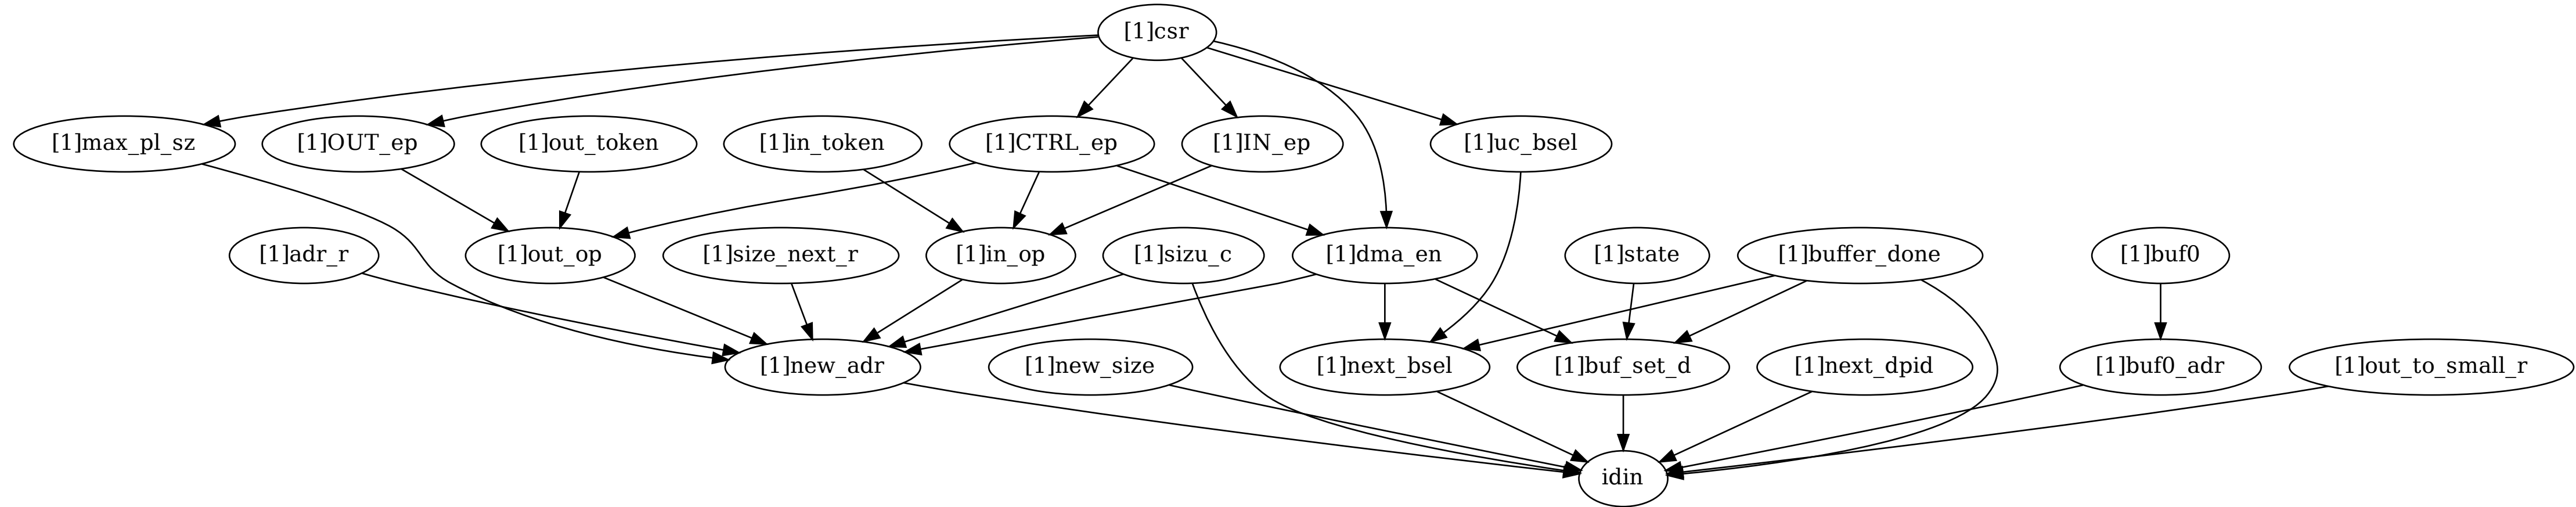 [1]csr
[1]max_pl_sz
[1]OUT_ep
[1]out_token
[1]in_token
[1]CTRL_ep
[1]IN_ep
[1]uc_bsel
[1]adr_r
[1]out_op
[1]size_next_r
[1]in_op
[1]sizu_c
[1]dma_en
[1]state
[1]buffer_done
[1]buf0
[1]new_adr
[1]new_size
[1]next_bsel
[1]buf_set_d
[1]next_dpid
[1]buf0_adr
[1]out_to_small_r
idin